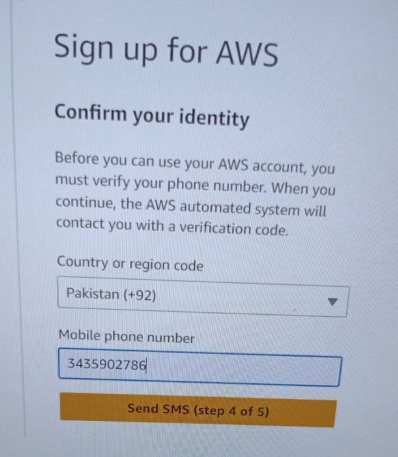 Sign up for AWS
Confirm your identity
Before you can use your AWS account, you
must verify your phone number. When you
continue, the AWS automated system will
contact you with a verification code.
Country or region code
Pakistan (+92)
Mobile phone number
3435902786
Send SMS (step 4 of 5)